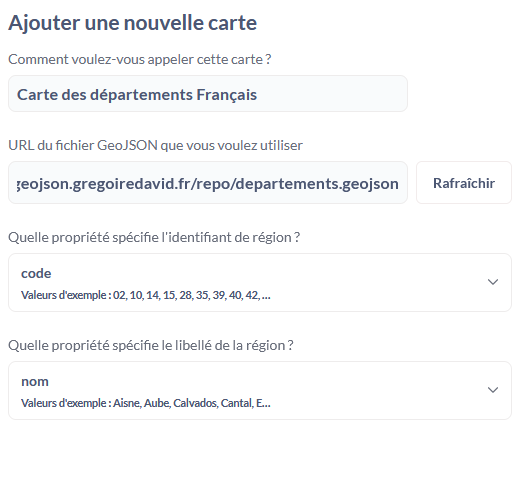 Ajouter une nouvelle carte
Comment voulez-vous appeler cette carte ?
Carte des départements Français
URL du fichier GeoJSON que vous voulez utiliser
geojson.gregoiredavid.fr/repo/departements.geojson
Rafraîchir
Quelle propriété spécifie l'identifiant de région ?
code
Valeurs d'exemple : 02, 10, 14, 15, 28, 35, 39, 40, 42, ...
Quelle propriété spécifie le libellé de la région ?
nom
Valeurs d'exemple : Aisne, Aube, Calvados, Cantal, E...